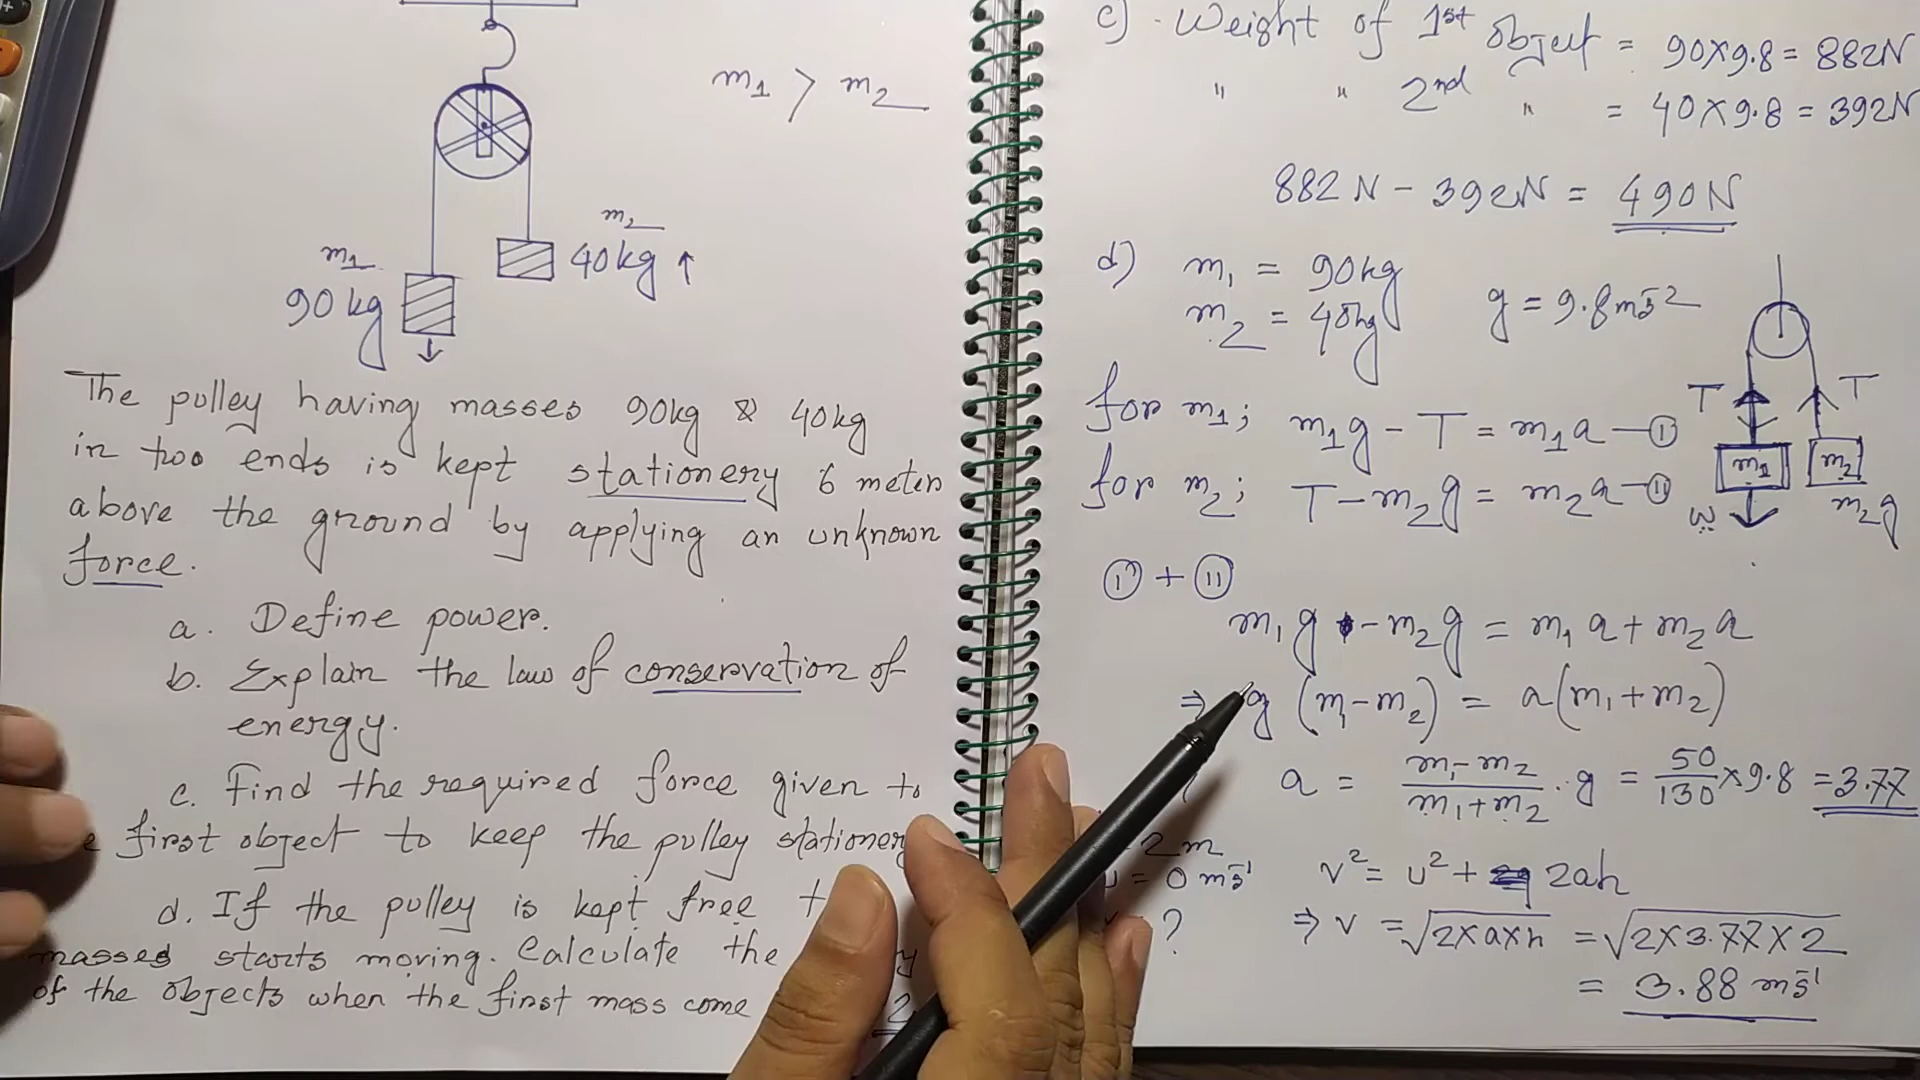 m1 > m2
m2
40kg ↑
m1
90 kg
The pulley having masses 90kg & 40kg
in two ends is kept stationery 6 meter
above the ground by applying an unknown
force.
a. Define power.
b. Explain the law of conservation of
energy.
c. Find the required force given to
first object to keep the pulley stationery
d. If the pulley is kept free
masses starts moving. Calculate the
of the objects when the first mass come 2
c) Weight of 1st object = 90×9.8 = 882N
" " 2nd " = 40×9.8 = 392N
882 N - 392N = 490N
d) m1 = 90kg
m2 = 40kg
g = 9.8ms-2
for m1; m1g - T = m1a — (i)
for m2; T - m2g = m2a — (ii)
T T
m1 m2
w m2g
(i) + (ii)
m1g - m2g = m1a + m2a
⇒ g (m1 - m2) = a(m1 + m2)
a = m1-m2/m1+m2 . g = 50/130 × 9.8 = 3.77
2m
= 0 ms-1
?
v² = u² + 2ah
⇒ v = √2×a×h = √2×3.77×2
= 3.88 ms-1